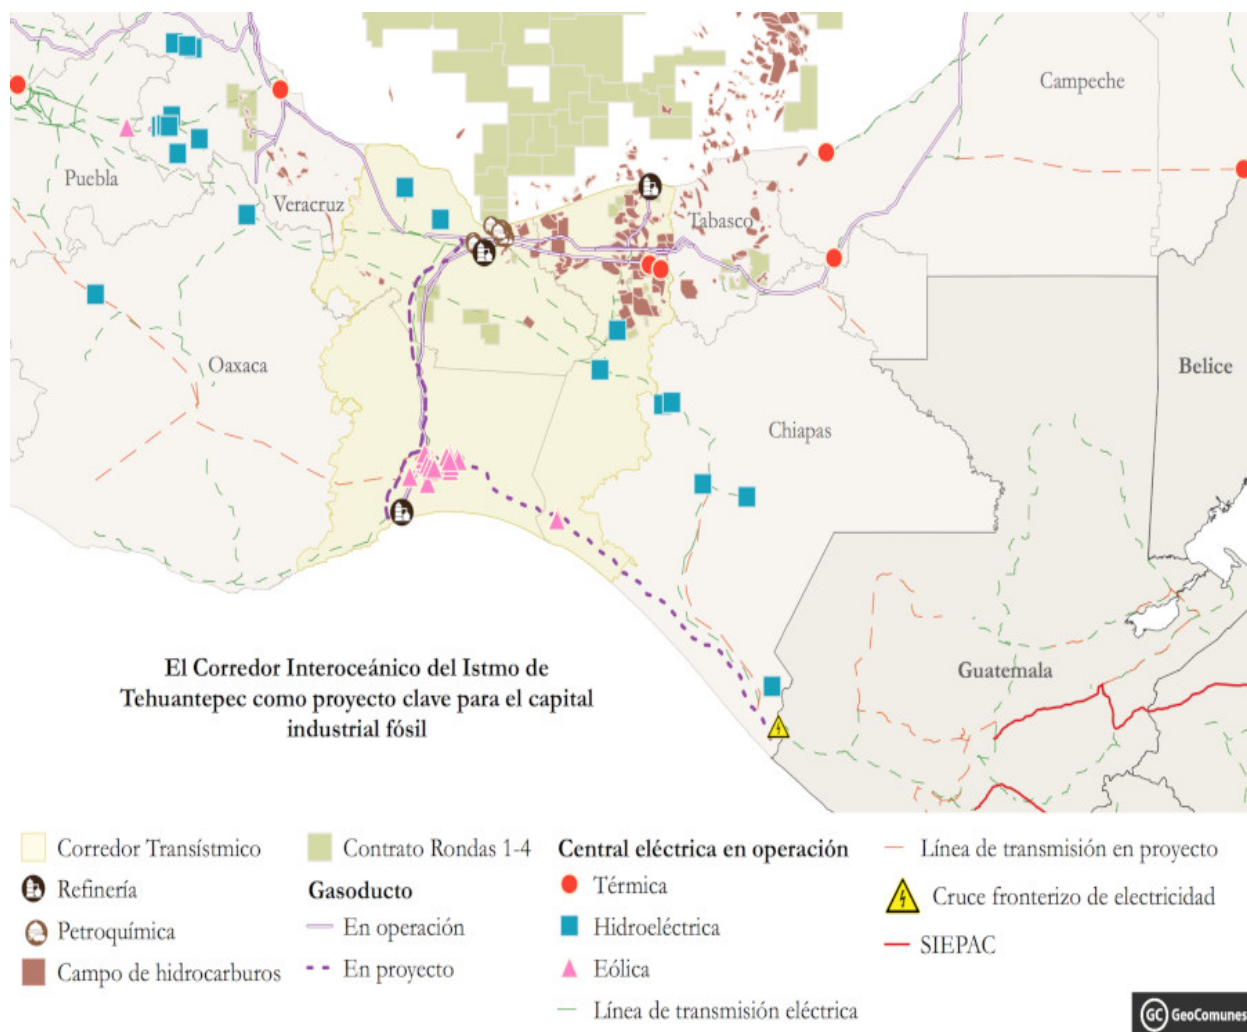 Campeche
Puebla
Veracruz
Tabasco
Oaxaca
Belice
Chiapas
Guatemala
El Corredor Interoceánico del Istmo de
Tehuantepec como proyecto clave para el capital
industrial fósil
Corredor Transístmico
Refinería
Petroquímica
Campo de hidrocarburos
Contrato Rondas 1-4
Gasoducto
En operación
En proyecto
Central eléctrica en operación
Térmica
Hidroeléctrica
Eólica
Línea de transmisión eléctrica
Línea de transmisión en proyecto
Cruce fronterizo de electricidad
SIEPAC
GC GeoComunes